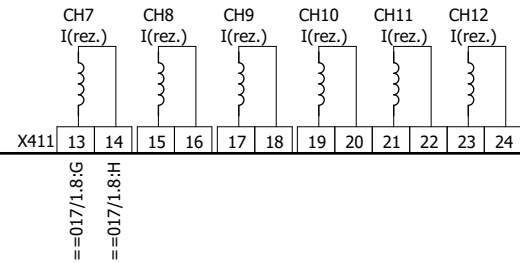 CH7 CH8 CH9 CH10 CH11 CH12
I(rez.) I(rez.) I(rez.) I(rez.) I(rez.) I(rez.)
X411 13 14 15 16 17 18 19 20 21 22 23 24
==017/1.8:G
==017/1.8:H